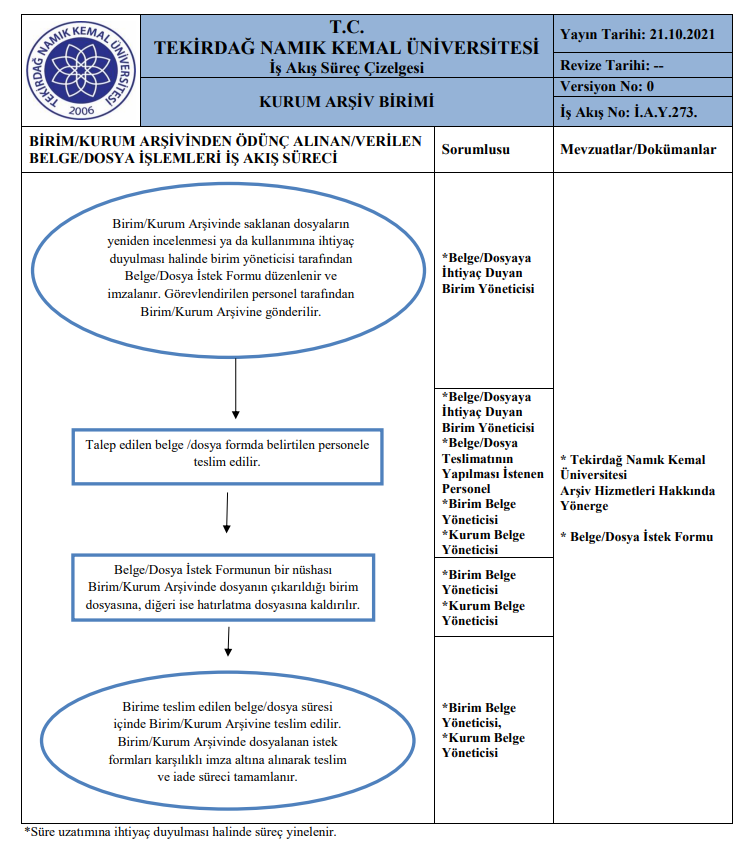 TEKİRDAĞ NAMIK KEMAL ÜNİVERSİTESİ
2006
T.C.
TEKİRDAĞ NAMIK KEMAL ÜNİVERSİTESİ
İş Akış Süreç Çizelgesi
KURUM ARŞİV BİRİMİ
Yayın Tarihi: 21.10.2021
Revize Tarihi: --
Versiyon No: 0
İş Akış No: İ.A.Y.273.
BİRİM/KURUM ARŞİVİNDEN ÖDÜNÇ ALINAN/VERİLEN
BELGE/DOSYA İŞLEMLERİ İŞ AKIŞ SÜRECİ
Sorumlusu
Mevzuatlar/Dokümanlar
Birim/Kurum Arşivinde saklanan dosyaların
yeniden incelenmesi ya da kullanımına ihtiyaç
duyulması halinde birim yöneticisi tarafından
Belge/Dosya İstek Formu düzenlenir ve
imzalanır. Görevlendirilen personel tarafından
Birim/Kurum Arşivine gönderilir.
*Belge/Dosyaya
İhtiyaç Duyan
Birim Yöneticisi
Talep edilen belge /dosya formda belirtilen personele
teslim edilir.
*Belge/Dosyaya
İhtiyaç Duyan
Birim Yöneticisi
*Belge/Dosya
Teslimatının
Yapılması İstenen
Personel
*Birim Belge
Yöneticisi
*Kurum Belge
Yöneticisi
Belge/Dosya İstek Formunun bir nüshası
Birim/Kurum Arşivinde dosyanın çıkarıldığı birim
dosyasına, diğeri ise hatırlatma dosyasına kaldırılır.
*Birim Belge
Yöneticisi
*Kurum Belge
Yöneticisi
Birime teslim edilen belge/dosya süresi
içinde Birim/Kurum Arşivine teslim edilir.
Birim/Kurum Arşivinde dosyalanan istek
formları karşılıklı imza altına alınarak teslim
ve iade süreci tamamlanır.
*Birim Belge
Yöneticisi,
*Kurum Belge
Yöneticisi
* Tekirdağ Namık Kemal
Üniversitesi
Arşiv Hizmetleri Hakkında
Yönerge
* Belge/Dosya İstek Formu
*Süre uzatımına ihtiyaç duyulması halinde süreç yinelenir.